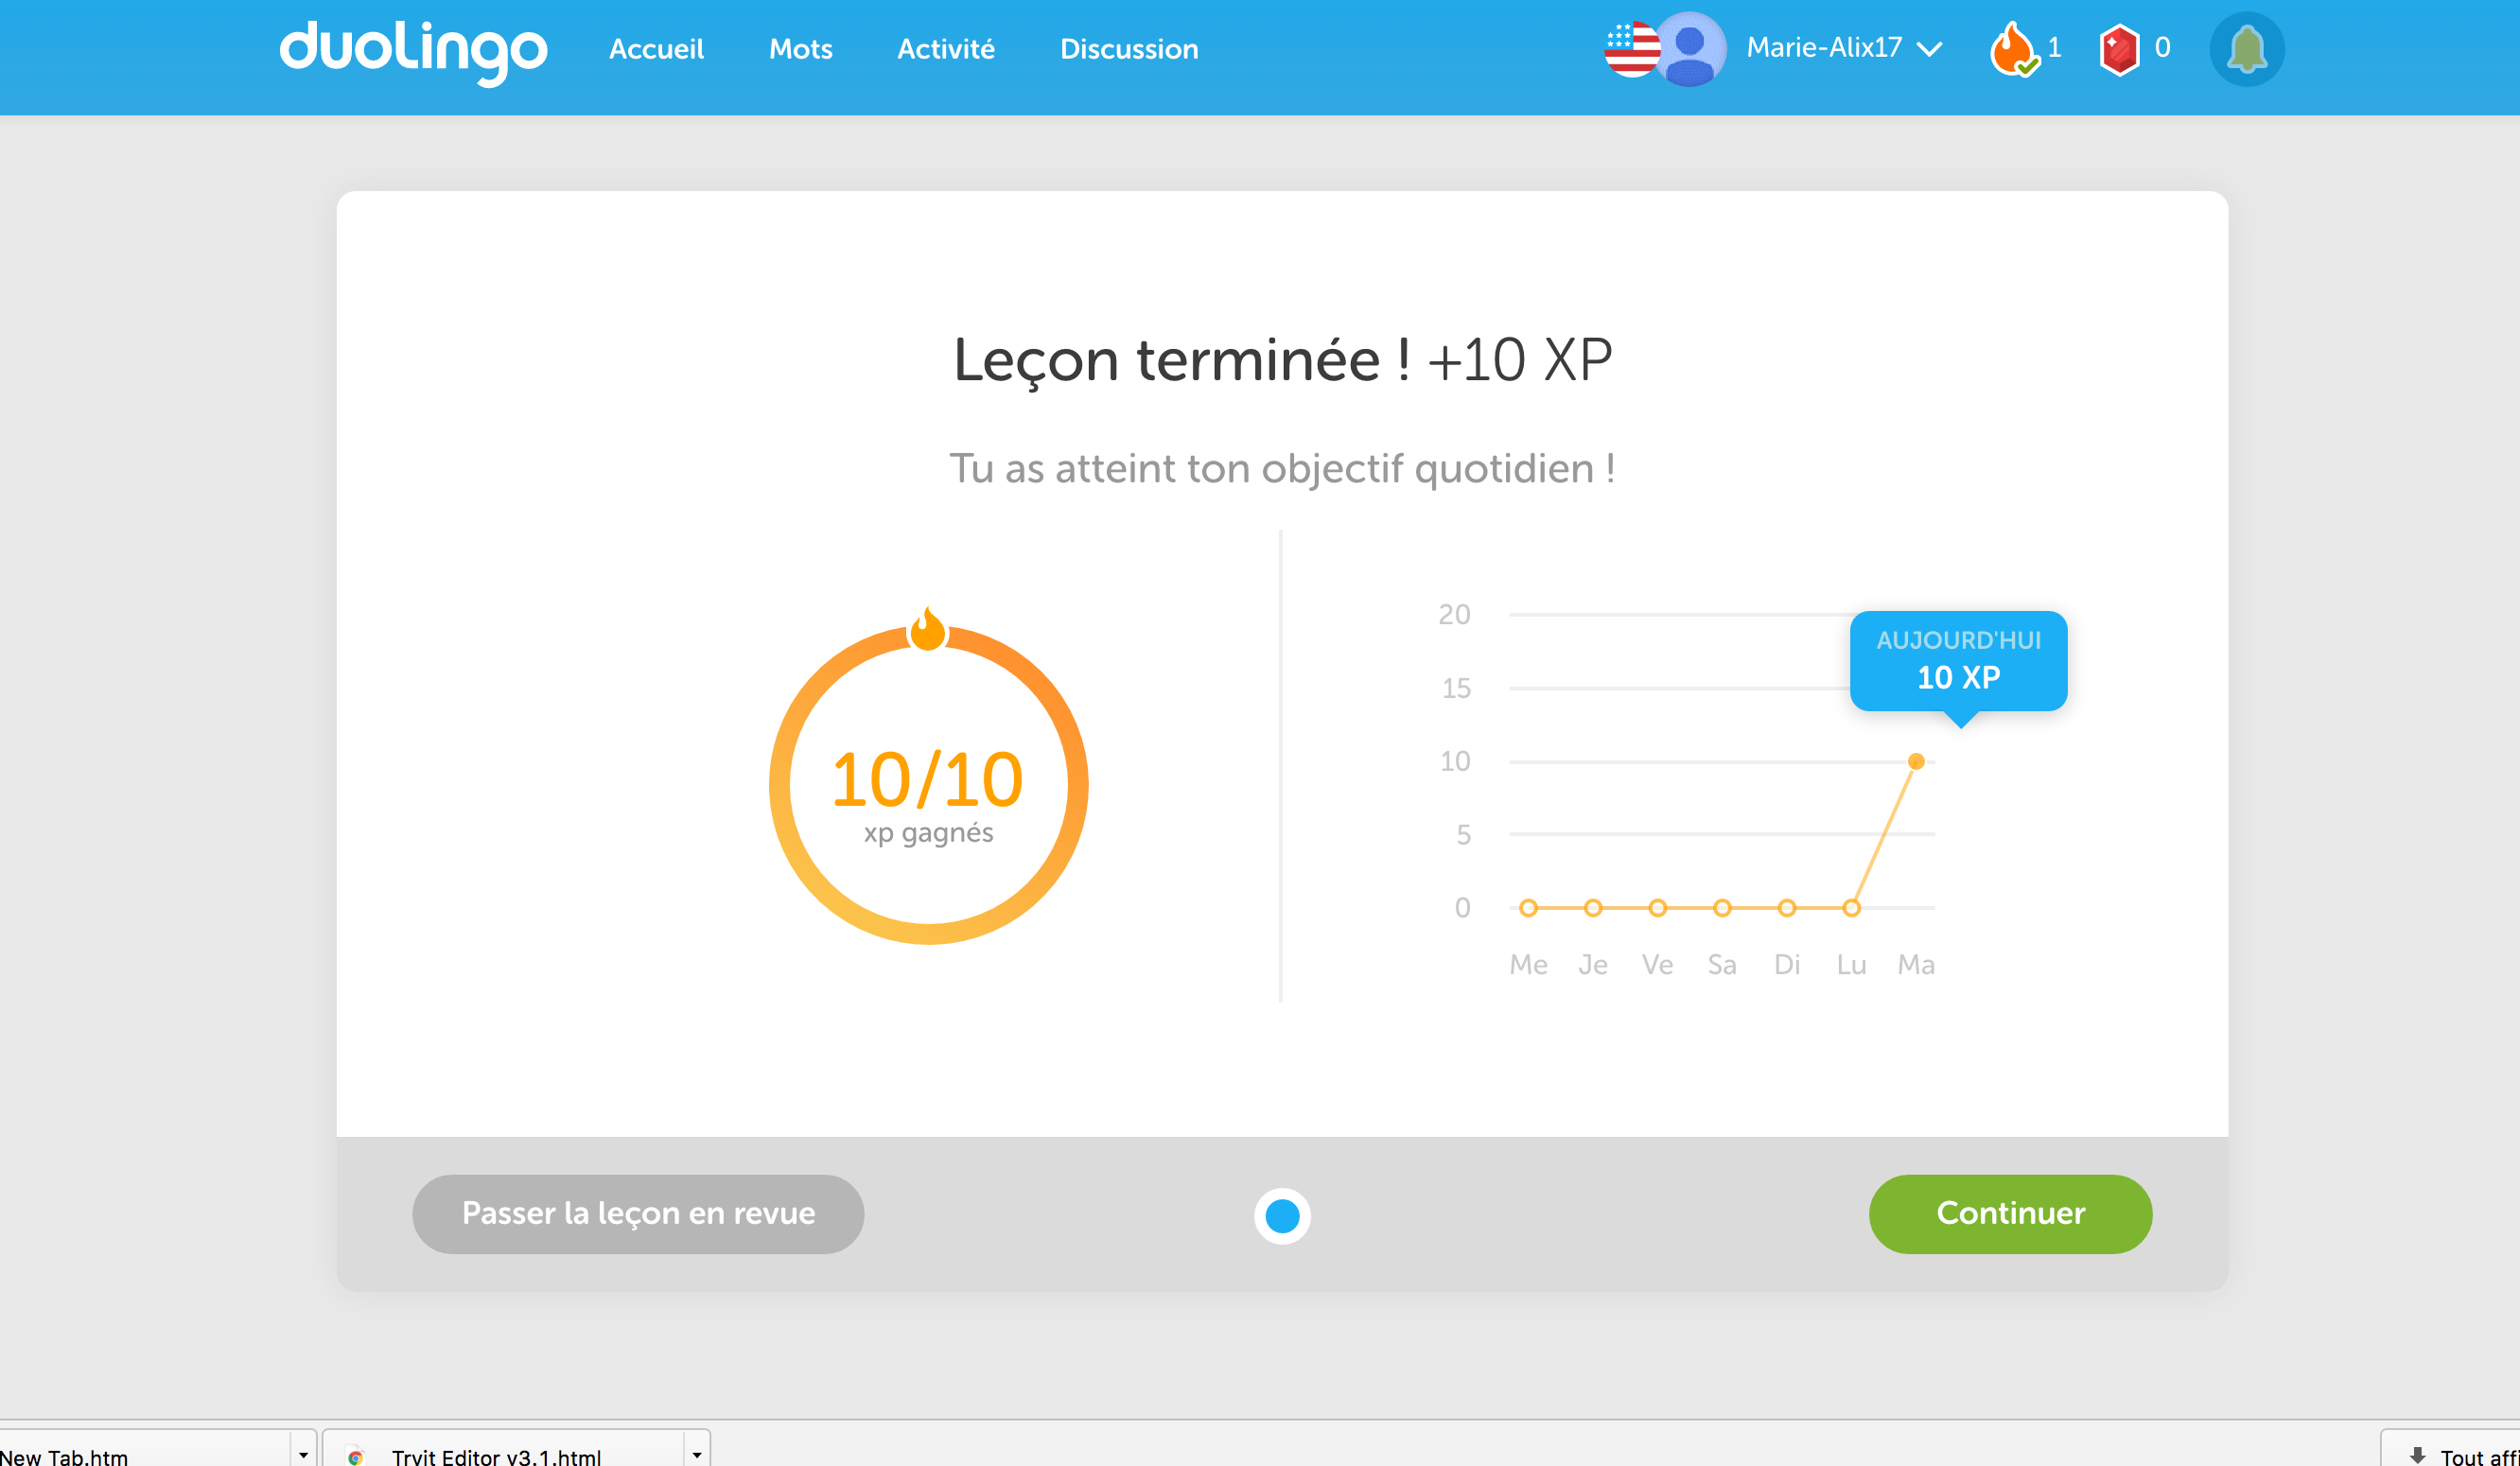 duolingo Accueil Mots Activité Discussion Marie-Alix17 1 0
Leçon terminée ! +10 XP
Tu as atteint ton objectif quotidien !
10/10
xp gagnés
20
AUJOURD'HUI
10 XP
15
10
5
0
Me Je Ve Sa Di Lu Ma
Passer la leçon en revue
Continuer
New Tab.htm Tryit Editor v3.1.html Tout affi